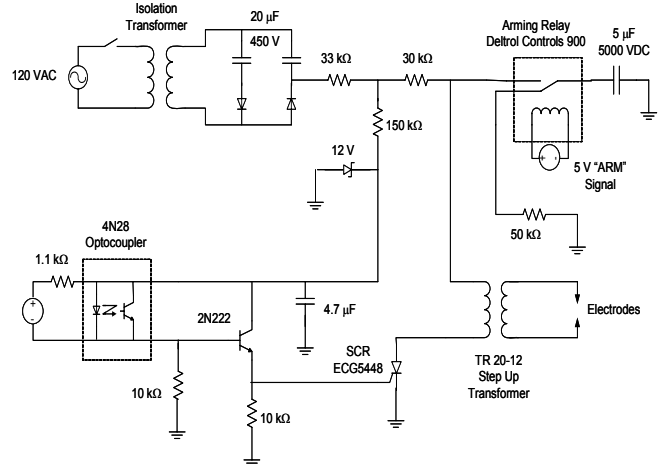 Isolation
Transformer
20 µF
450 V
120 VAC
33 kΩ
30 kΩ
Arming Relay
Deltrol Controls 900
5 µF
5000 VDC
150 kΩ
12 V
+
-
5 V “ARM”
Signal
50 kΩ
4N28
Optocoupler
1.1 kΩ
+
-
2N222
4.7 µF
10 kΩ
10 kΩ
SCR
ECG5448
TR 20-12
Step Up
Transformer
Electrodes